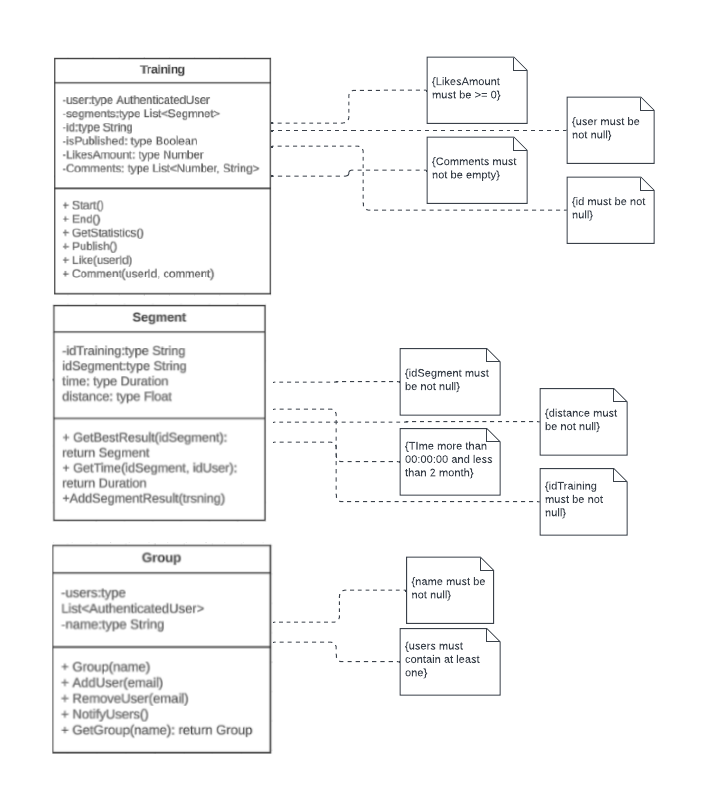 Training
-user:type AuthenticatedUser
-segments:type List<Segmnet>
-id:type String
-isPublished: type Boolean
-LikesAmount: type Number
-Comments: type List<Number, String>
+ Start()
+ End()
+ GetStatistics()
+ Publish()
+ Like(userId)
+ Comment(userId, comment)
{LikesAmount
must be >= 0}
{user must be
not null}
{Comments must
not be empty}
{id must be not
null}
Segment
-idTraining:type String
idSegment:type String
time: type Duration
distance: type Float
+ GetBestResult(idSegment):
return Segment
+ GetTime(idSegment, idUser):
return Duration
+AddSegmentResult(trsning)
{idSegment must
be not null}
{distance must
be not null}
{TIme more than
00:00:00 and less
than 2 month}
{idTraining
must be not
null}
Group
-users:type
List<AuthenticatedUser>
-name:type String
+ Group(name)
+ AddUser(email)
+ RemoveUser(email)
+ NotifyUsers()
+ GetGroup(name): return Group
{name must be
not null}
{users must
contain at least
one}